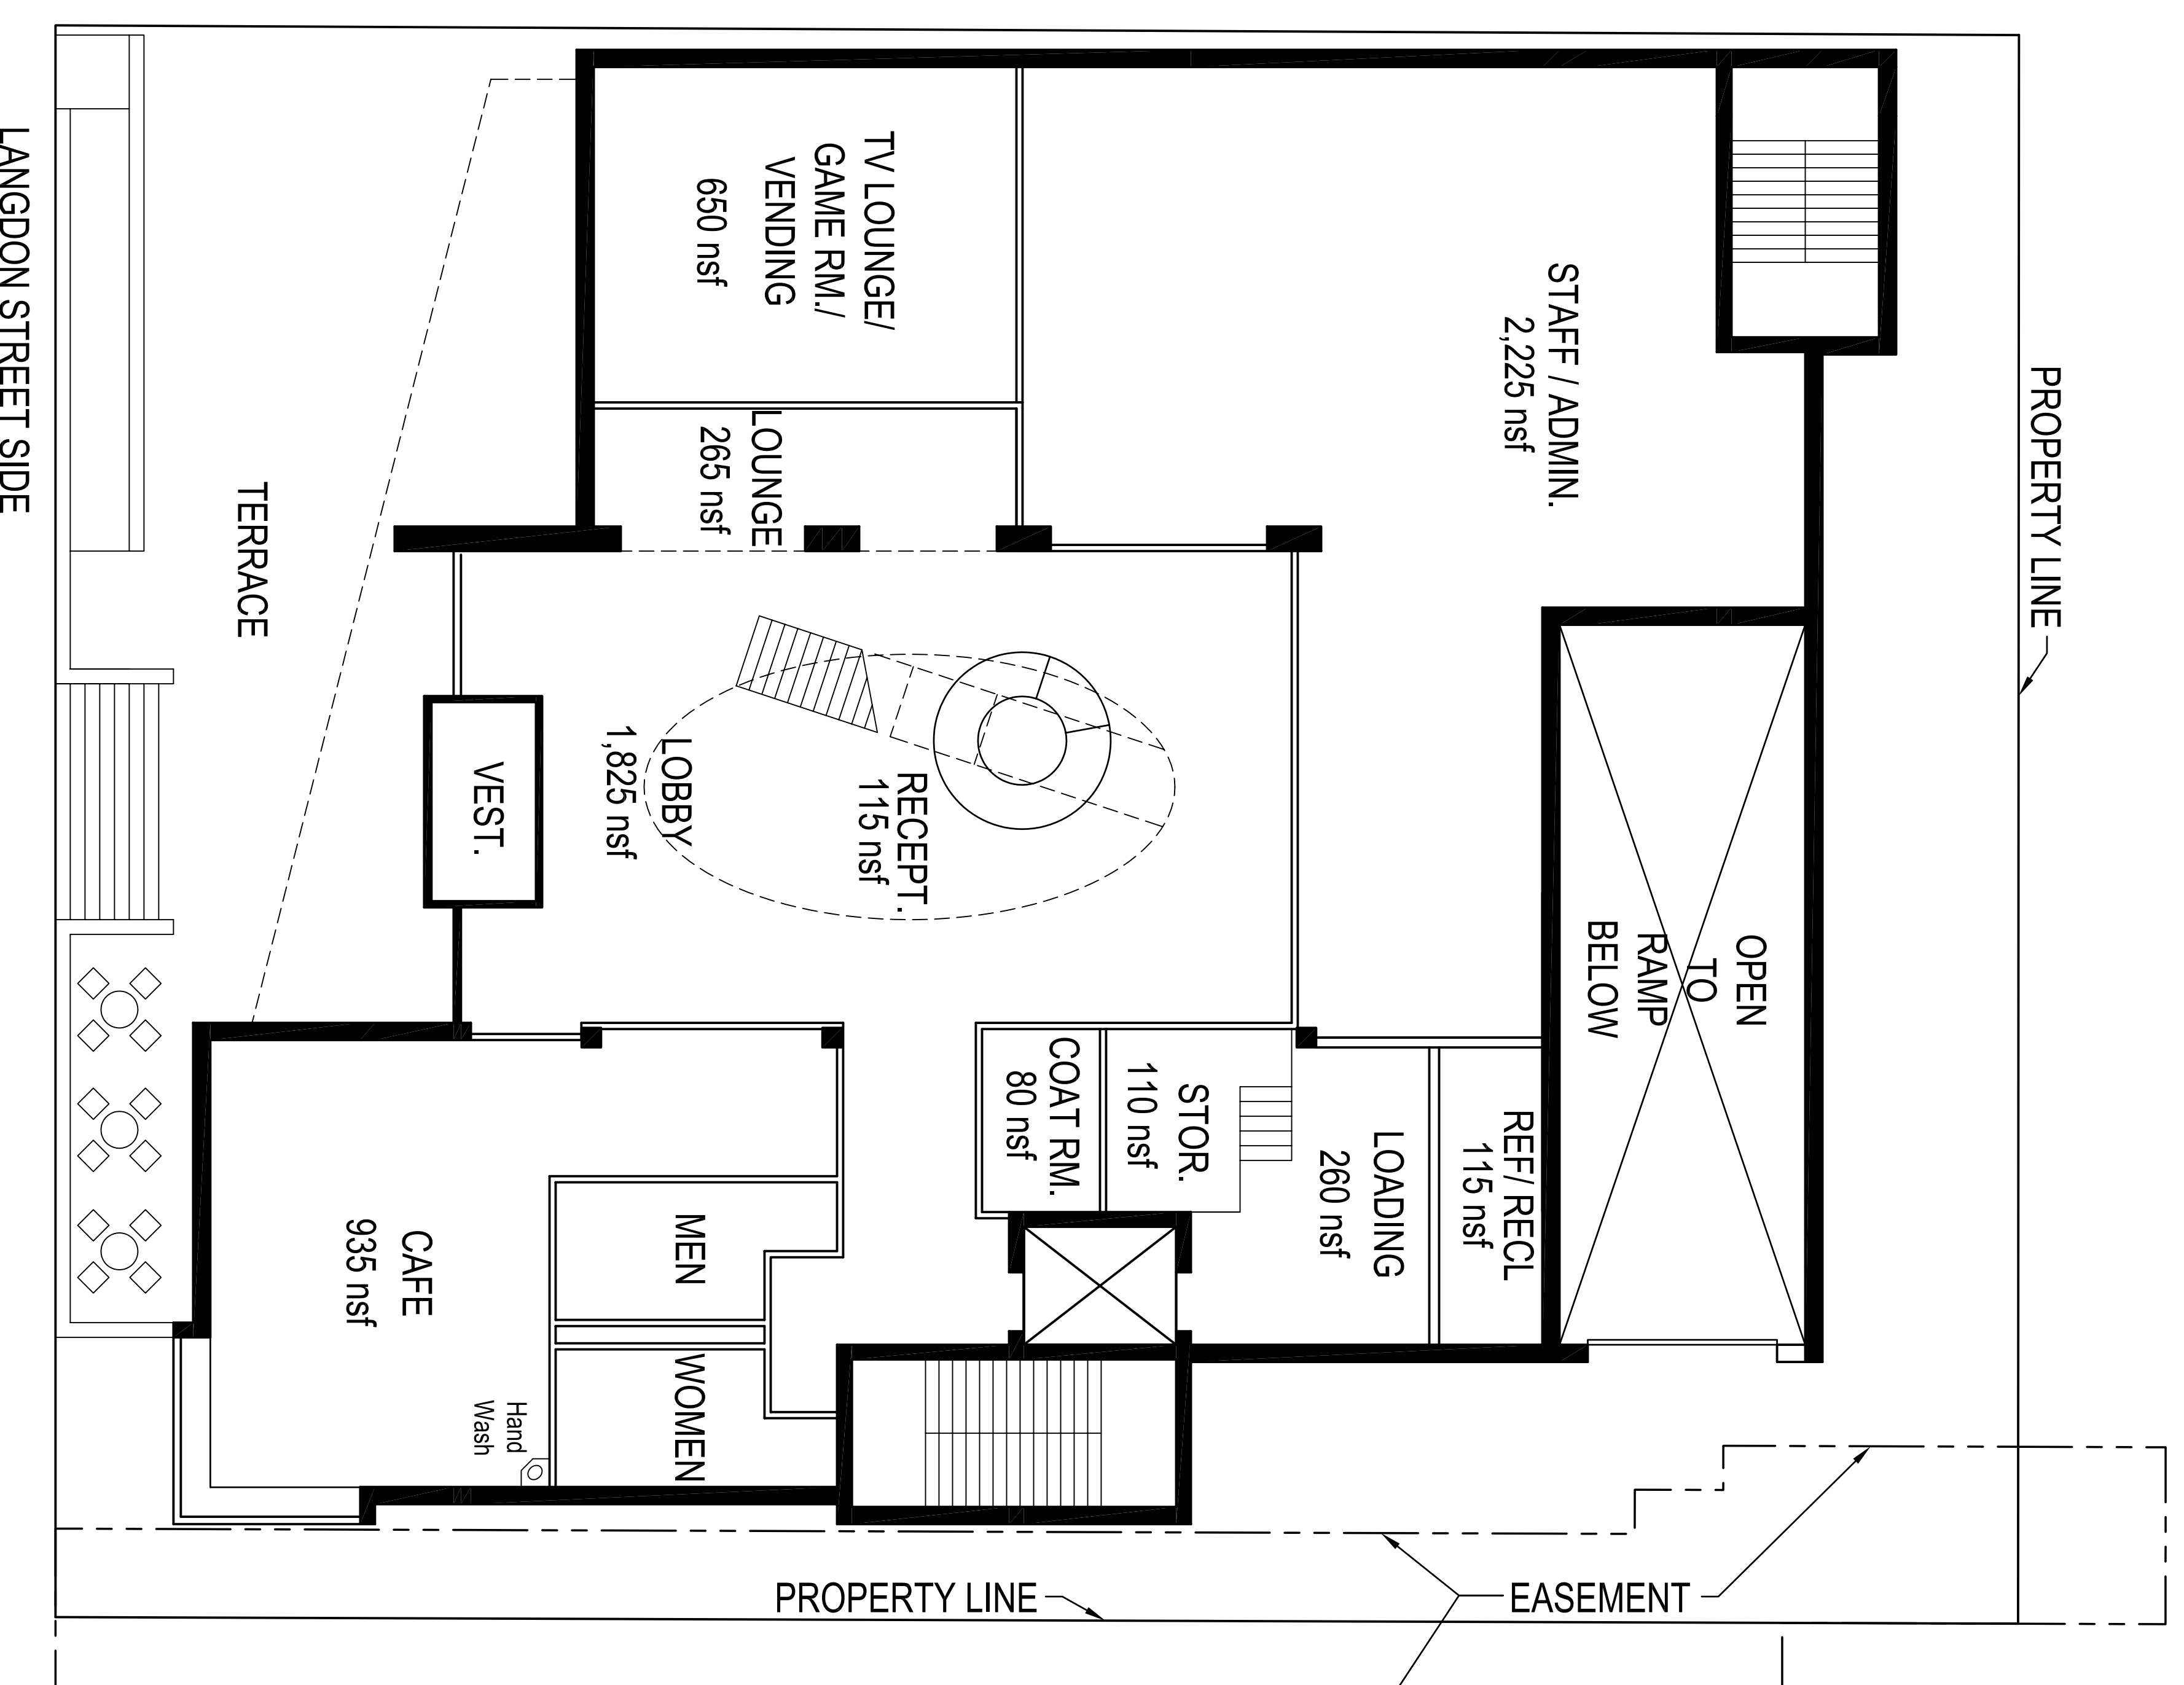 LANGDON STREET SIDE
TERRACE
TV LOUNGE/
GAME RM./
VENDING
650 nsf
LOUNGE
265 nsf
STAFF / ADMIN.
2,225 nsf
PROPERTY LINE
VEST.
LOBBY
1,825 nsf
RECEPT.
115 nsf
OPEN
TO
RAMP
BELOW
COAT RM.
80 nsf
STOR.
110 nsf
LOADING
260 nsf
REF/ RECL
115 nsf
CAFE
935 nsf
MEN
WOMEN
Hand
Wash
PROPERTY LINE
EASEMENT